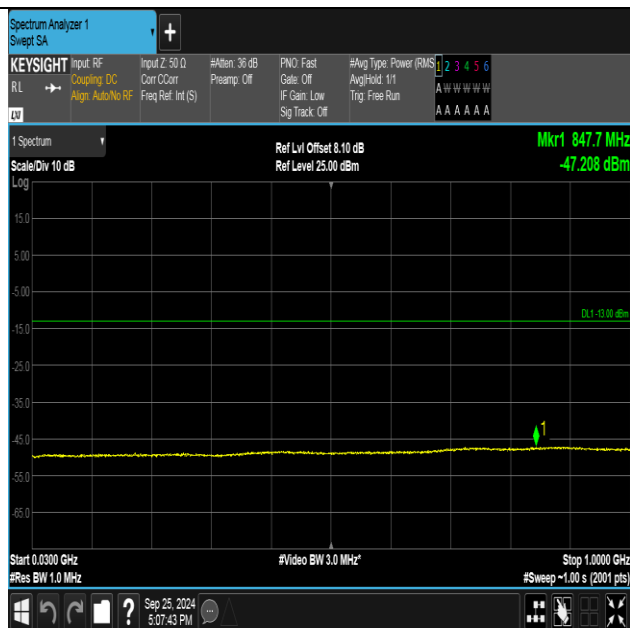 Spectrum Analyzer 1
Swept SA
+
KEYSIGHT
RL
LXI
Input: RF
Coupling: DC
Align: Auto/No RF
Input Z: 50 Ω
Corr CCorr
Freq Ref: Int (S)
#Atten: 36 dB
Preamp: Off
PNO: Fast
Gate: Off
IF Gain: Low
Sig Track: Off
#Avg Type: Power (RMS
Avg|Hold: 1/1
Trig: Free Run
1 2 3 4 5 6
A W W W W W
A A A A A A
1 Spectrum
Scale/Div 10 dB
Log
Ref Lvl Offset 8.10 dB
Ref Level 25.00 dBm
Mkr1 847.7 MHz
-47.208 dBm
15.0
5.00
-5.00
DL1 -13.00 dBm
-15.0
-25.0
-35.0
1
-45.0
-55.0
-65.0
Start 0.0300 GHz
#Res BW 1.0 MHz
#Video BW 3.0 MHz*
Stop 1.0000 GHz
#Sweep ~1.00 s (2001 pts)
?
Sep 25, 2024
5:07:43 PM